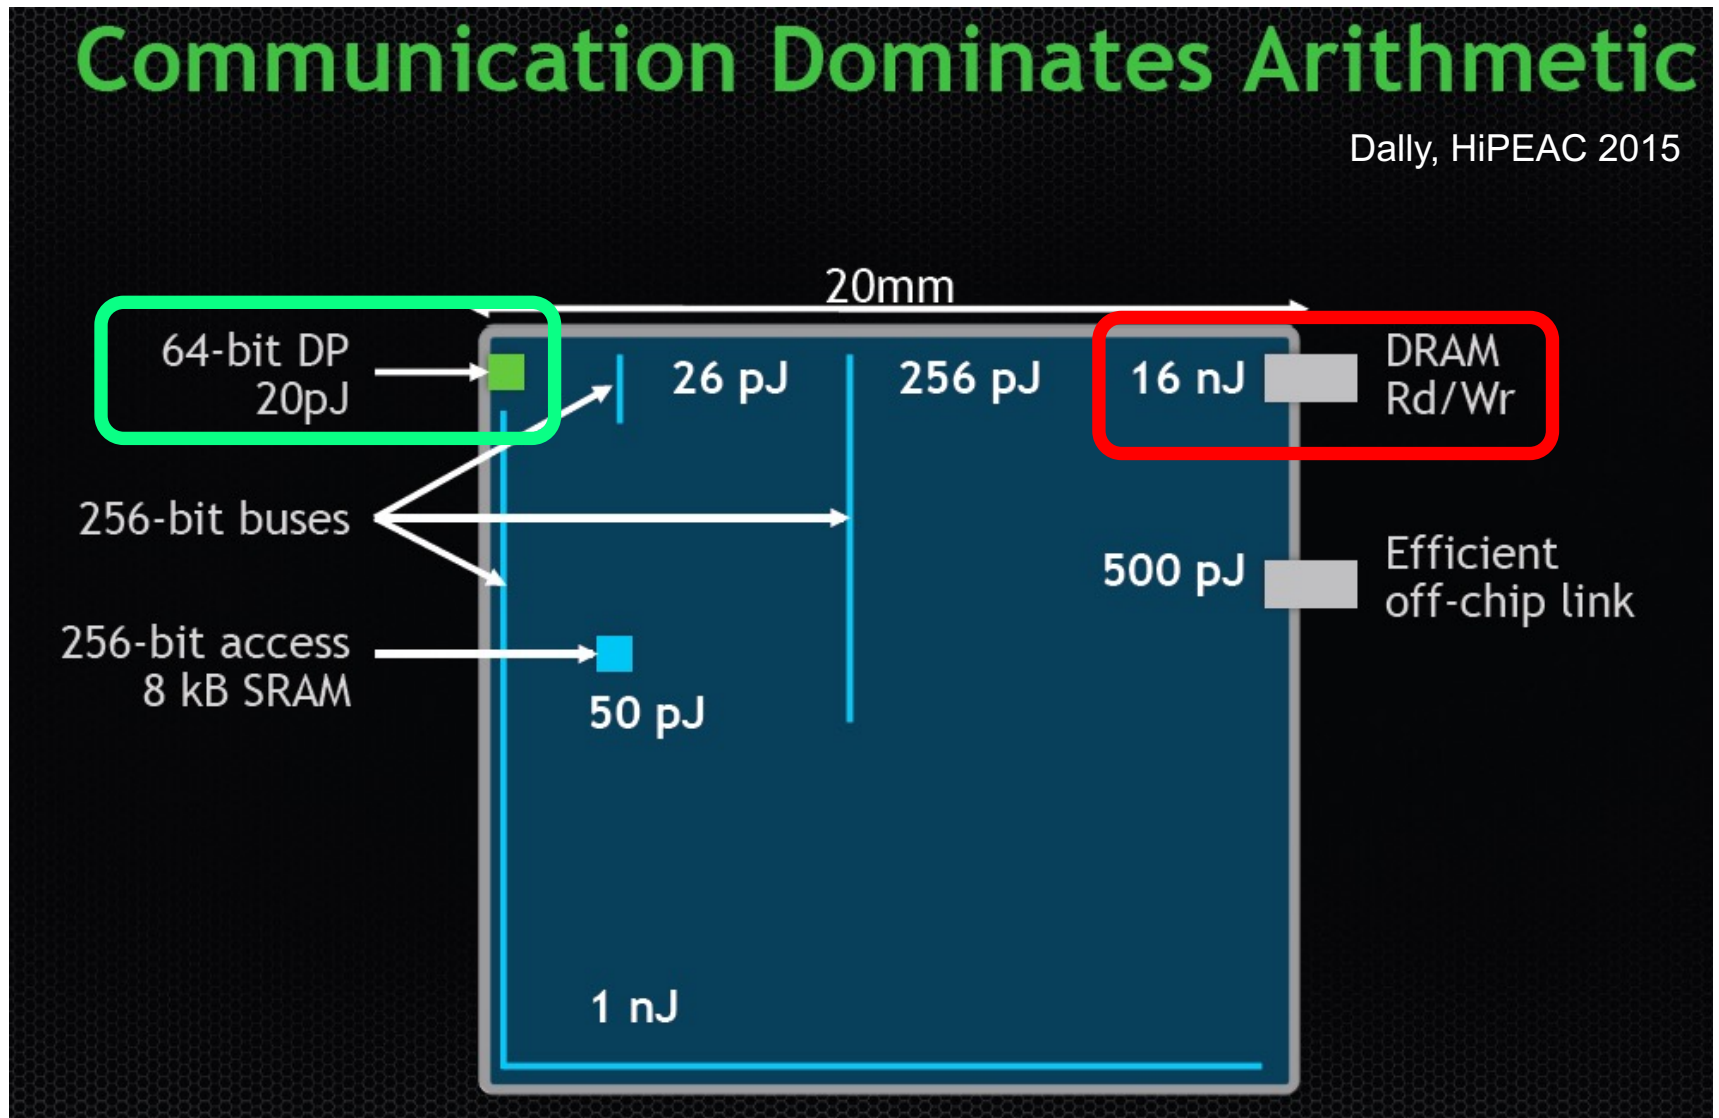 Communication Dominates Arithmetic
Dally, HiPEAC 2015
20mm
64-bit DP
20pJ
26 pJ
256 pJ
16 nJ
DRAM
Rd/Wr
256-bit buses
500 pJ
Efficient
off-chip link
256-bit access
8 kB SRAM
50 pJ
1 nJ